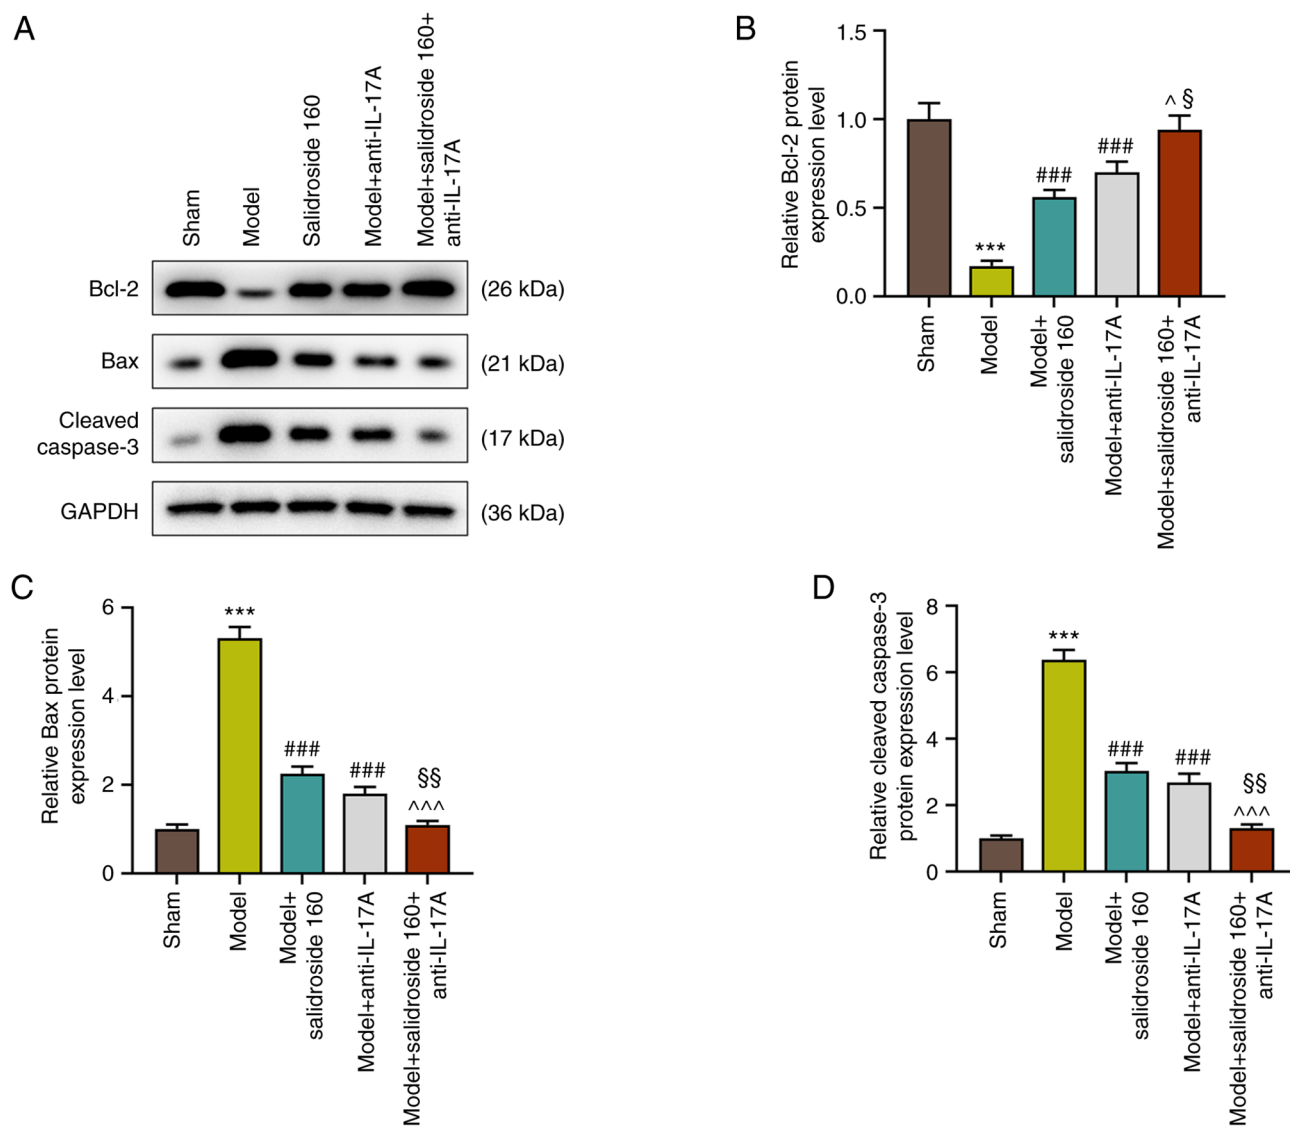 A
Sham
Model
Salidroside 160
Model+anti-IL-17A
Model+salidroside 160+
anti-IL-17A
Bcl-2
(26 kDa)
Bax
(21 kDa)
Cleaved
caspase-3
(17 kDa)
GAPDH
(36 kDa)
B
Relative Bcl-2 protein
expression level
1.5
1.0
0.5
0.0
***
###
###
^ §
Sham
Model
Model+
salidroside 160
Model+anti-IL-17A
Model+salidroside 160+
anti-IL-17A
C
Relative Bax protein
expression level
6
4
2
0
***
###
###
§§
^^^
Sham
Model
Model+
salidroside 160
Model+anti-IL-17A
Model+salidroside 160+
anti-IL-17A
D
Relative cleaved caspase-3
protein expression level
8
6
4
2
0
***
###
###
§§
^^^
Sham
Model
Model+
salidroside 160
Model+anti-IL-17A
Model+salidroside 160+
anti-IL-17A